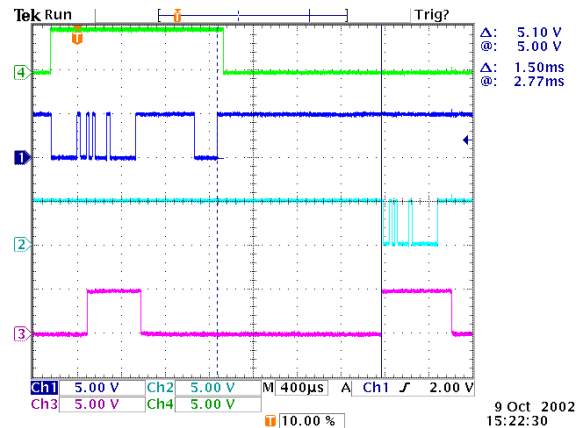 Tek Run Trig?
T
T
Δ: 5.10 V
@: 5.00 V
Δ: 1.50ms
@: 2.77ms
4
1
2
3
Ch1 5.00 V Ch2 5.00 V M 400µs A Ch1 ʃ 2.00 V
Ch3 5.00 V Ch4 5.00 V
T 10.00 %
9 Oct 2002
15:22:30